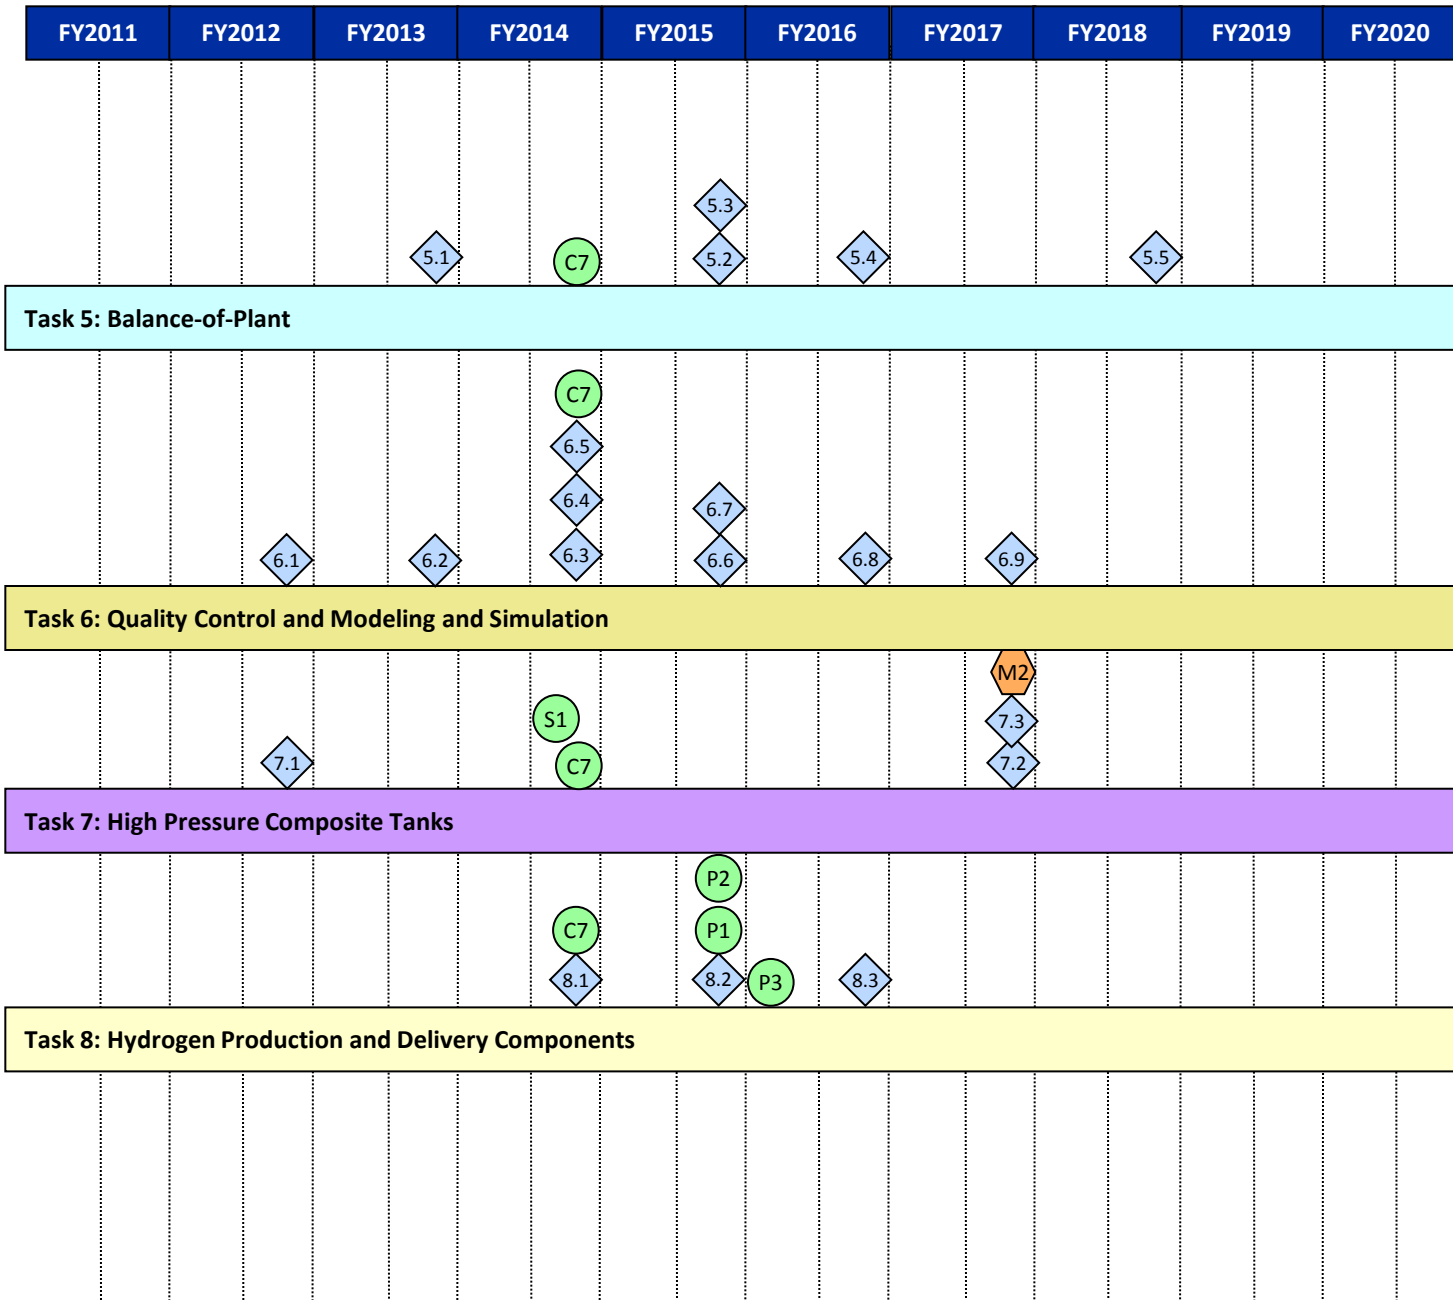 FY2011 FY2012 FY2013 FY2014 FY2015 FY2016 FY2017 FY2018 FY2019 FY2020
5.3
5.1 C7 5.2 5.4 5.5
Task 5: Balance-of-Plant
C7
6.5
6.4 6.7
6.1 6.2 6.3 6.6 6.8 6.9
Task 6: Quality Control and Modeling and Simulation
M2
S1 7.3
7.1 C7 7.2
Task 7: High Pressure Composite Tanks
P2
C7 P1
8.1 8.2 P3 8.3
Task 8: Hydrogen Production and Delivery Components